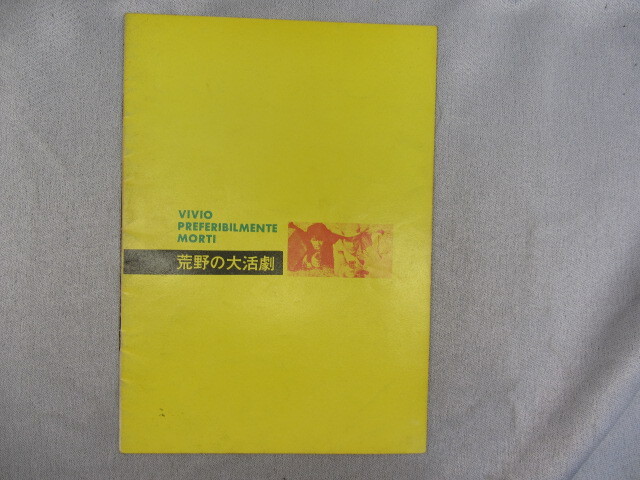 VIVIO
PREFERIBILMENTE
MORTI
荒野の大活劇